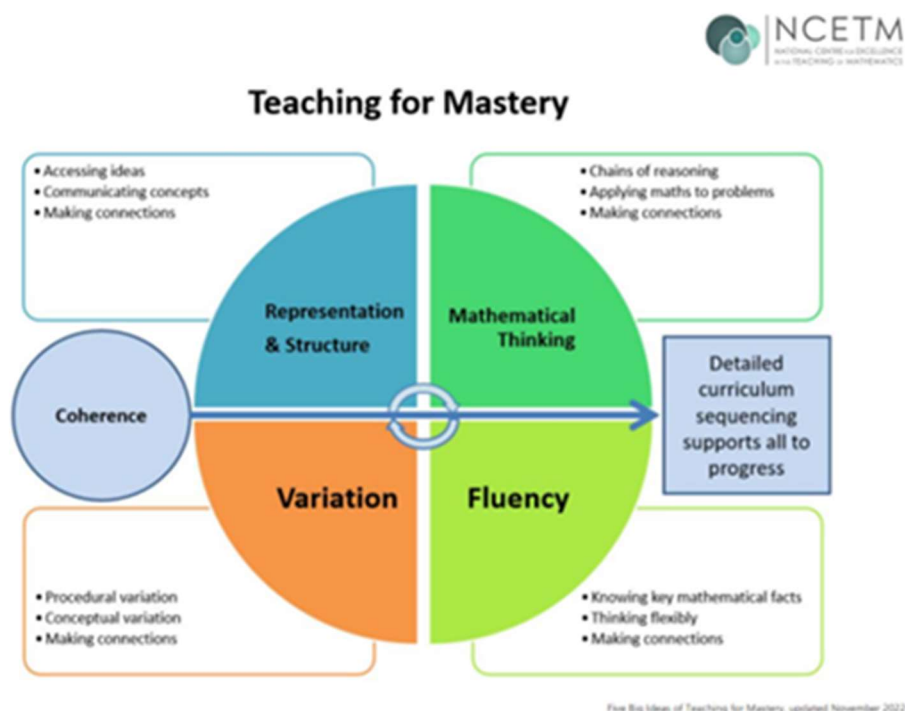 NCETM
NATIONAL CENTRE FOR EXCELLENCE
IN THE TEACHING OF MATHEMATICS
Teaching for Mastery
• Accessing ideas
• Communicating concepts
• Making connections
• Chains of reasoning
• Applying maths to problems
• Making connections
Representation
& Structure
Mathematical
Thinking
Coherence
Detailed
curriculum
sequencing
supports all to
progress
Variation
Fluency
• Procedural variation
• Conceptual variation
• Making connections
• Knowing key mathematical facts
• Thinking flexibly
• Making connections
Five Big Ideas of Teaching for Mastery, updated November 2022